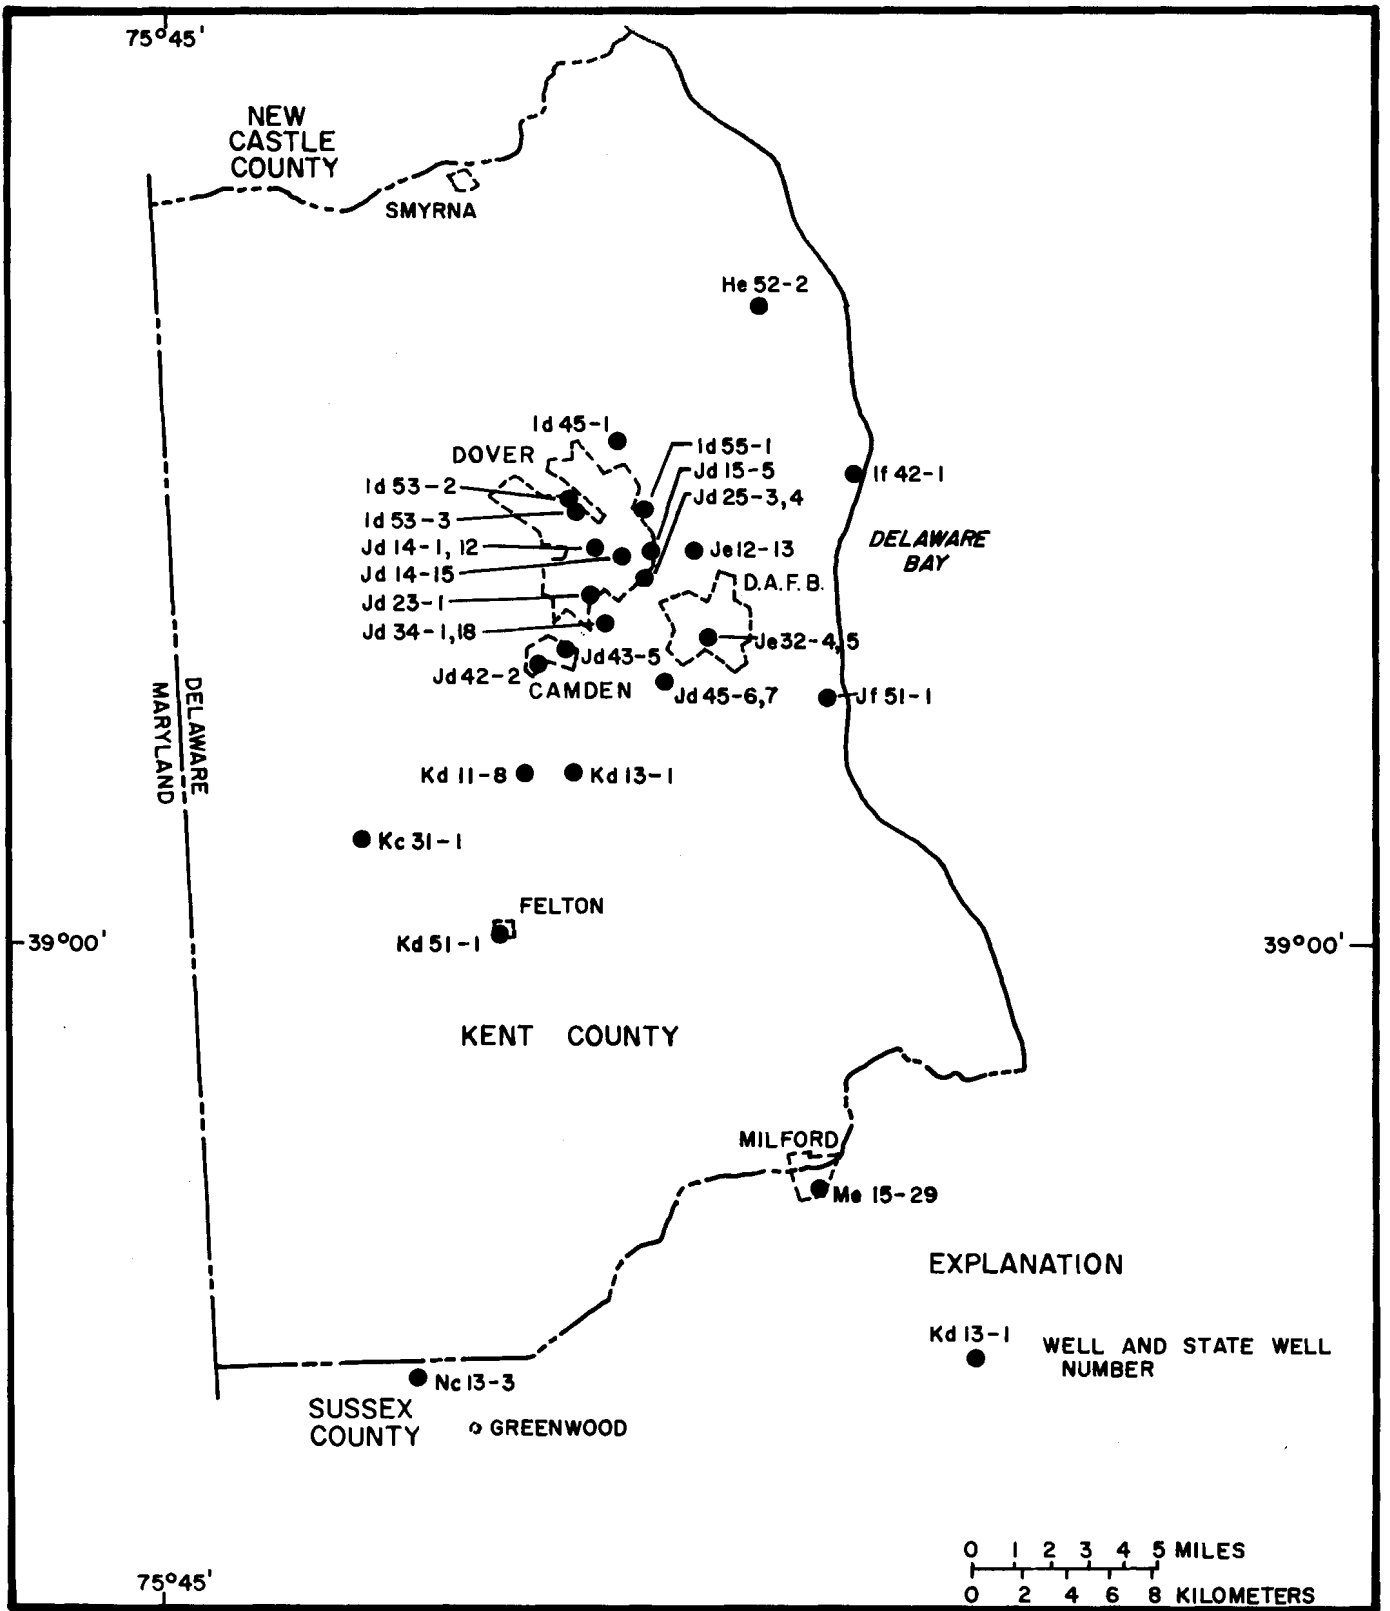 75°45'
NEW
CASTLE
COUNTY
SMYRNA
He 52-2
Id 45-1
DOVER
Id 55-1
Jd 15-5
Id 53-2
Jd 25-3,4
If 42-1
Id 53-3
Jd 14-1, 12
Je 12-13
DELAWARE
BAY
Jd 14-15
D.A.F.B.
Jd 23-1
Jd 34-1,18
Je 32-4,5
Jd 43-5
Jd 42-2
CAMDEN
Jd 45-6,7
Jf 51-1
DELAWARE
MARYLAND
Kd 11-8
Kd 13-1
Kc 31-1
FELTON
Kd 51-1
39°00'
39°00'
KENT COUNTY
MILFORD
Me 15-29
EXPLANATION
Kd 13-1
WELL AND STATE WELL
NUMBER
Nc 13-3
SUSSEX
COUNTY
GREENWOOD
0 1 2 3 4 5 MILES
0 2 4 6 8 KILOMETERS
75°45'